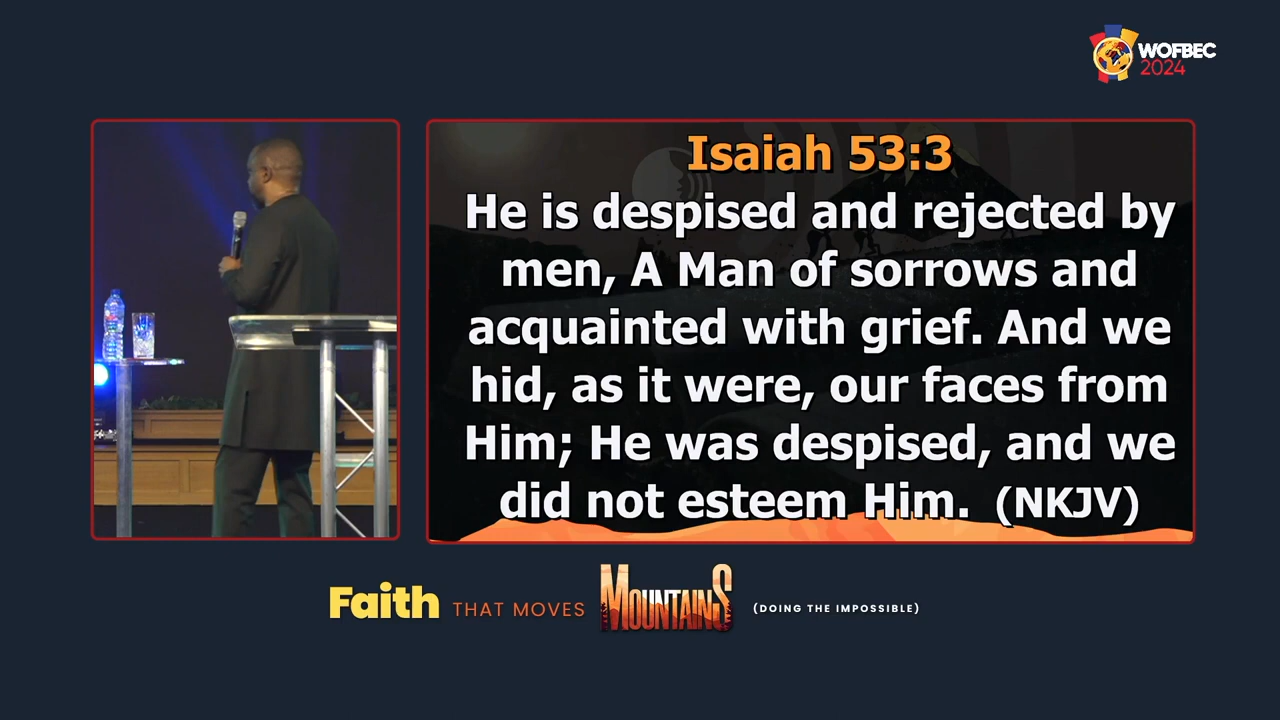 WOFBEC
2024
Isaiah 53:3
He is despised and rejected by
men, A Man of sorrows and
acquainted with grief. And we
hid, as it were, our faces from
Him; He was despised, and we
did not esteem Him. (NKJV)
Faith THAT MOVES MOUNTAINS (DOING THE IMPOSSIBLE)